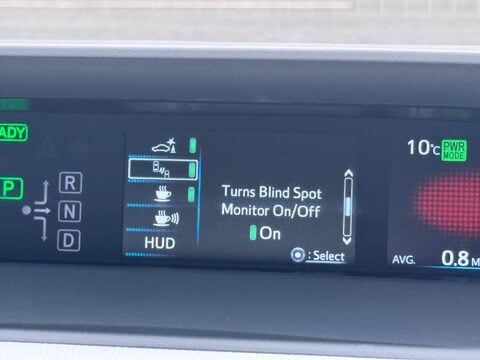 READY
P
R
N
D
HUD
Turns Blind Spot
Monitor On/Off
On
: Select
10°C
PWR
MODE
AVG. 0.8